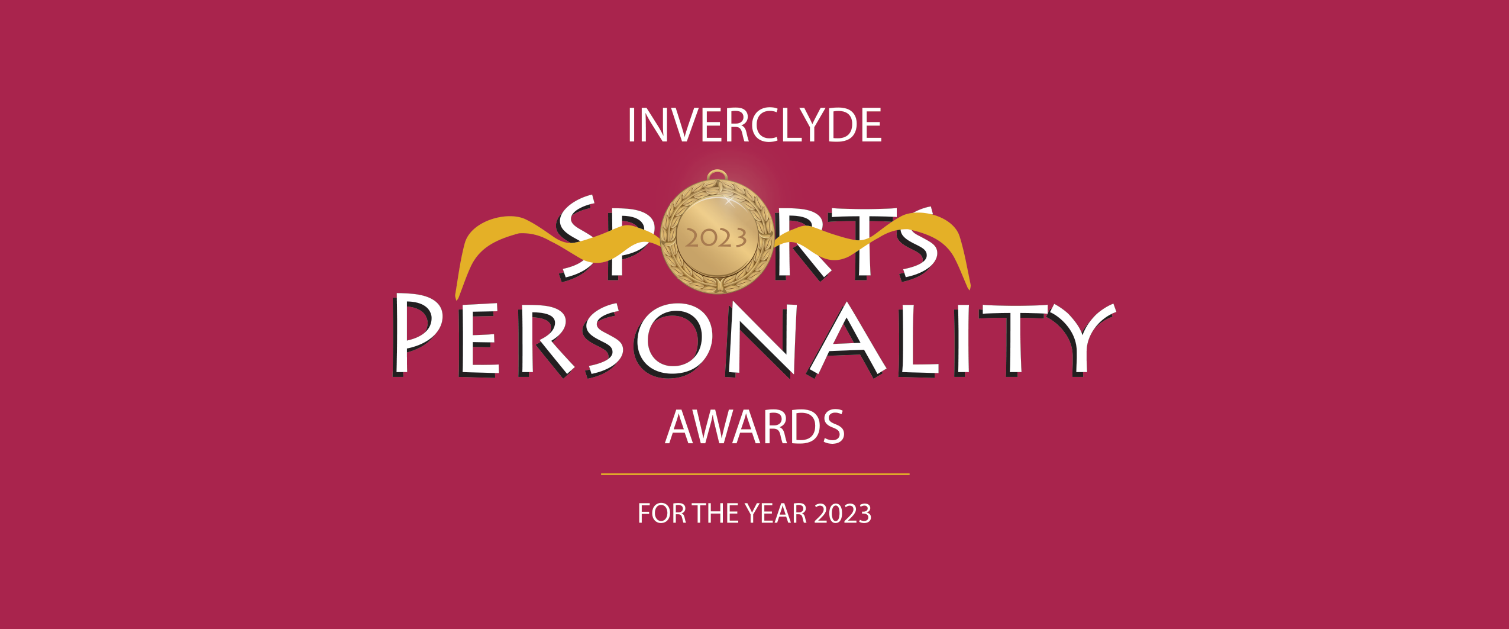 INVERCLYDE
SPORTS
2023
PERSONALITY
AWARDS
FOR THE YEAR 2023